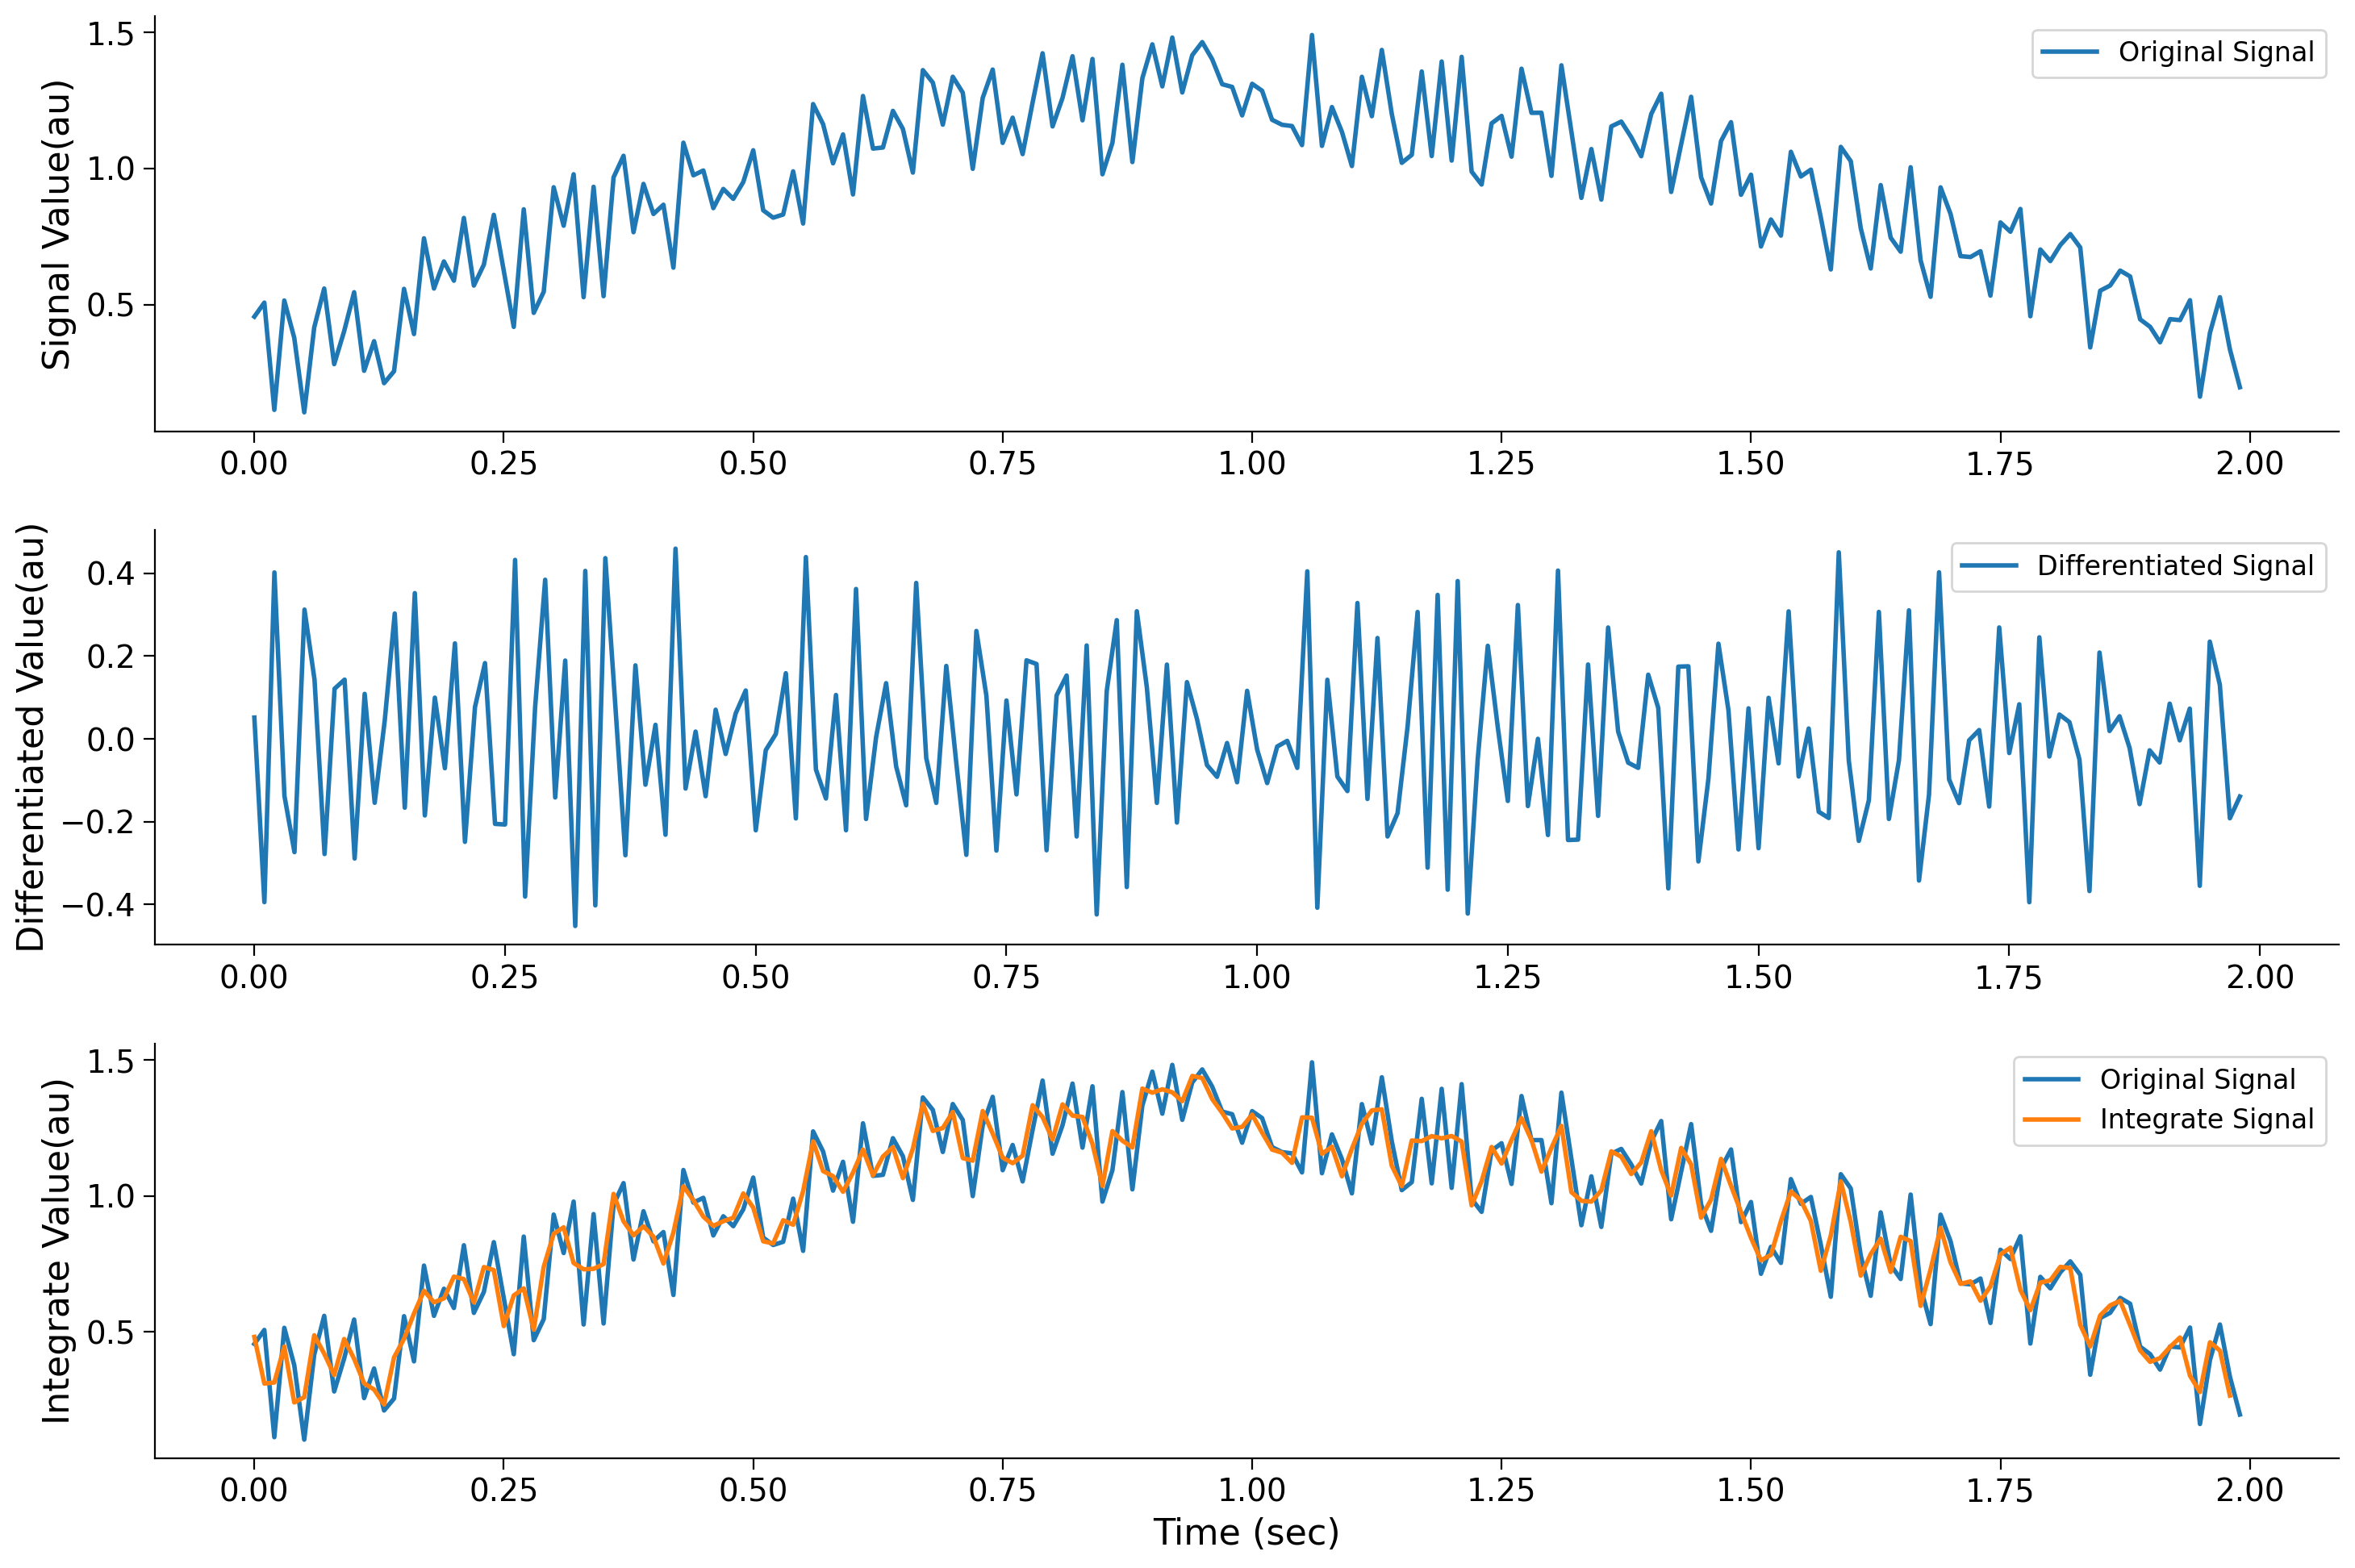 Signal Value(au)
1.5
1.0
0.5
Original Signal
0.00 0.25 0.50 0.75 1.00 1.25 1.50 1.75 2.00
Differentiated Value(au)
0.4
0.2
0.0
−0.2
−0.4
Differentiated Signal
0.00 0.25 0.50 0.75 1.00 1.25 1.50 1.75 2.00
Integrate Value(au)
1.5
1.0
0.5
Original Signal
Integrate Signal
0.00 0.25 0.50 0.75 1.00 1.25 1.50 1.75 2.00
Time (sec)